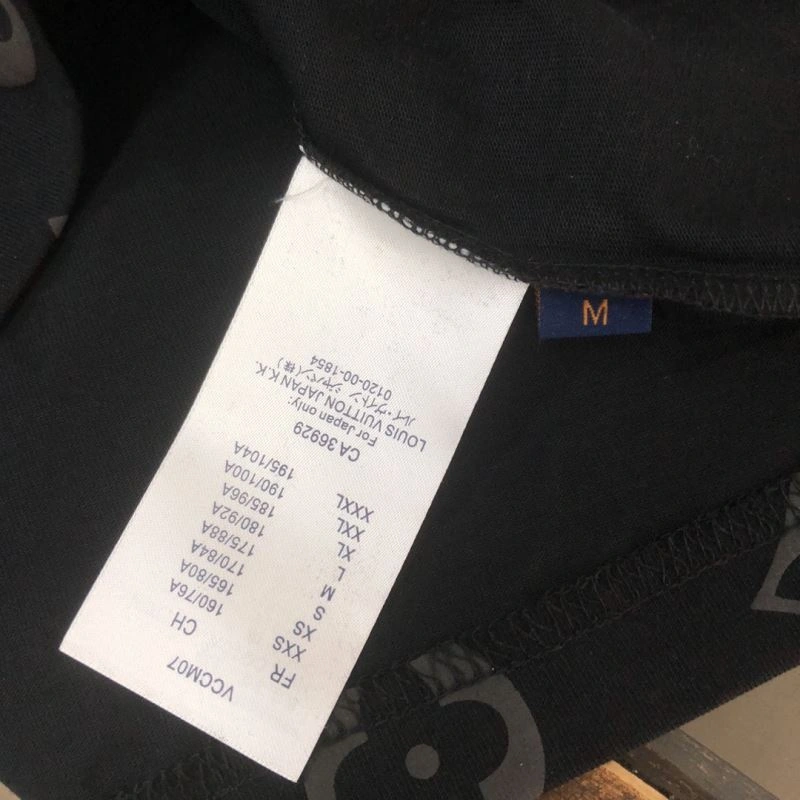 M
VCCM07
FR CH
XXS 160/76A
XS 165/80A
S 170/84A
M 175/88A
L 180/92A
XL 185/96A
XXL 190/100A
XXXL 195/104A
CA 36929
For Japan only:
LOUIS VUITTON JAPAN K.K.
ルイ・ヴィトン ジャパン(株)
0120-00-1854